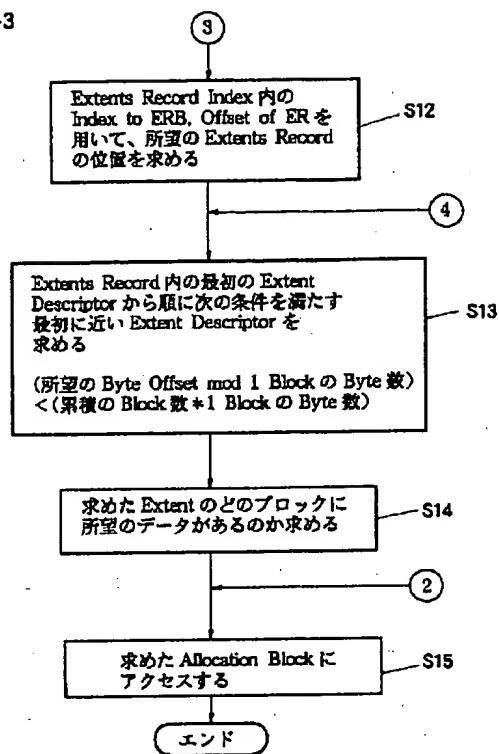 -3
3
Extents Record Index 内の
Index to ERB, Offset of ER を
用いて、所望の Extents Record
の位置を求める
S12
4
Extents Record 内の最初の Extent
Descriptor から順に次の条件を満たす
最初に近い Extent Descriptor を
求める
(所望の Byte Offset mod 1 Block の Byte 数)
<(累積の Block 数*1 Block の Byte 数)
S13
求めた Extent のどのブロックに
所望のデータがあるのか求める
S14
2
求めた Allocation Block に
アクセスする
S15
エンド